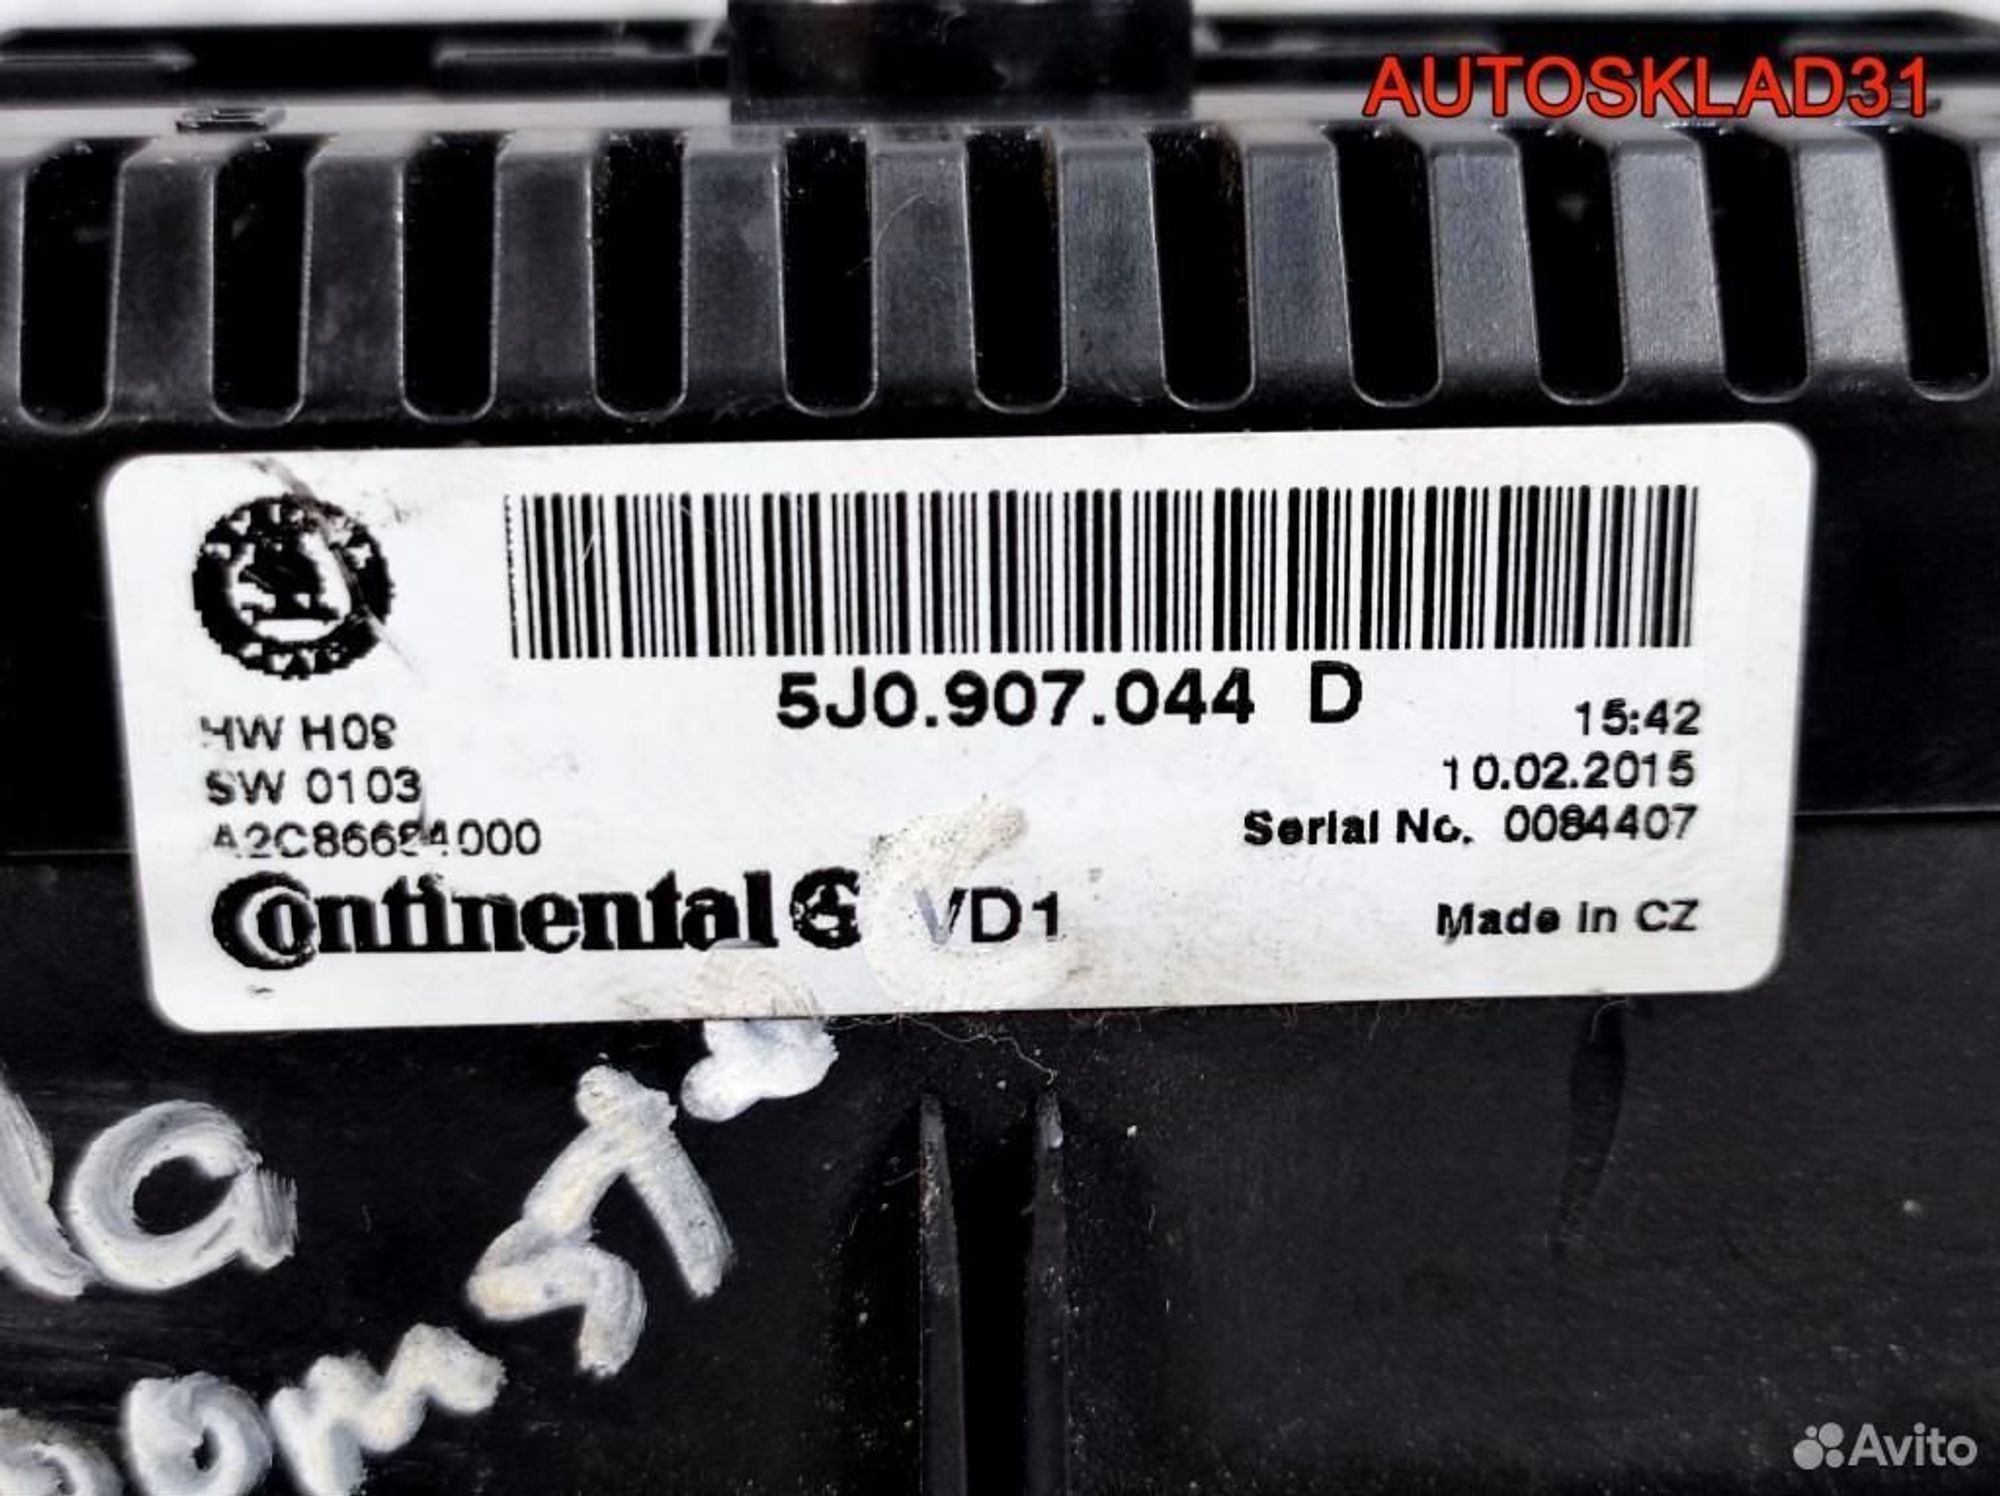 AUTOSKLAD31
5J0.907.044 D
HW H08
15:42
SW 0103
10.02.2015
Serial No. 0084407
Continental VD1
Made in CZ
Avito